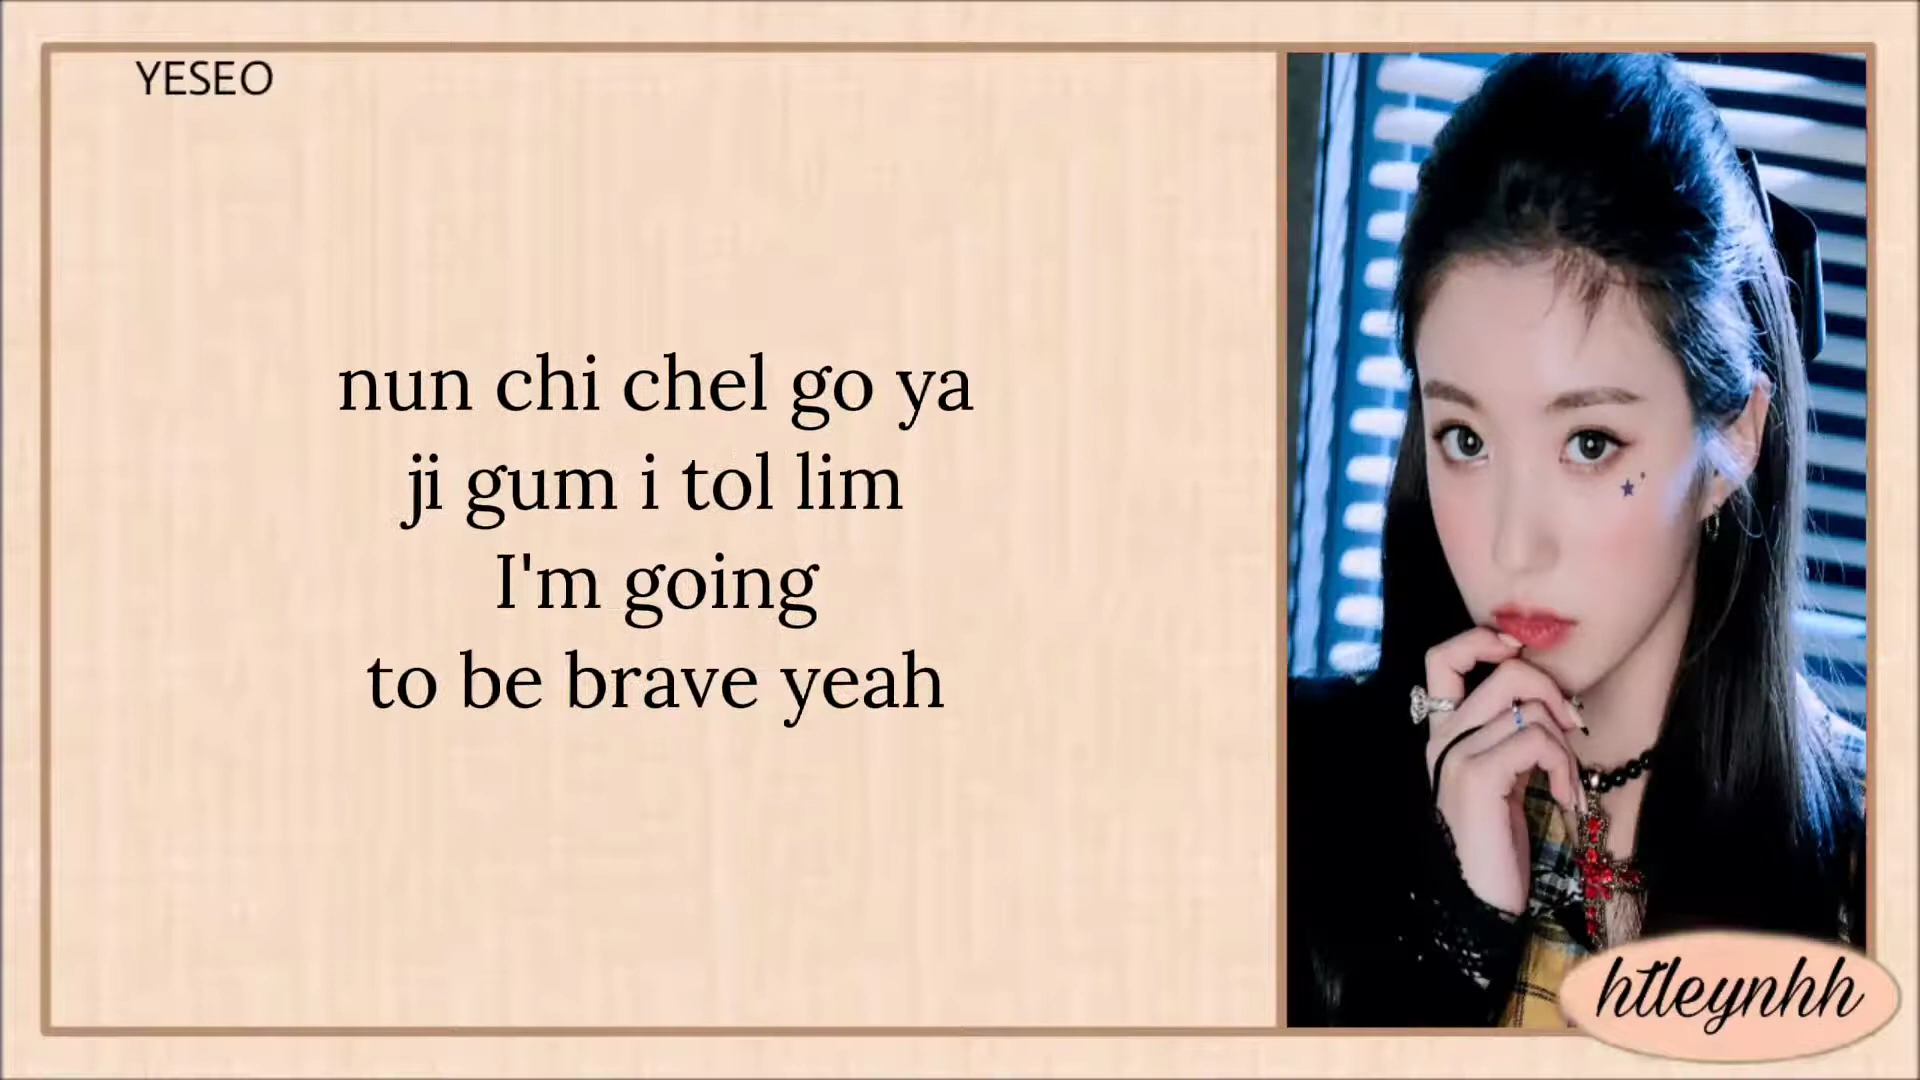 YESEO
nun chi chel go ya
ji gum i tol lim
I'm going
to be brave yeah
htleynhh